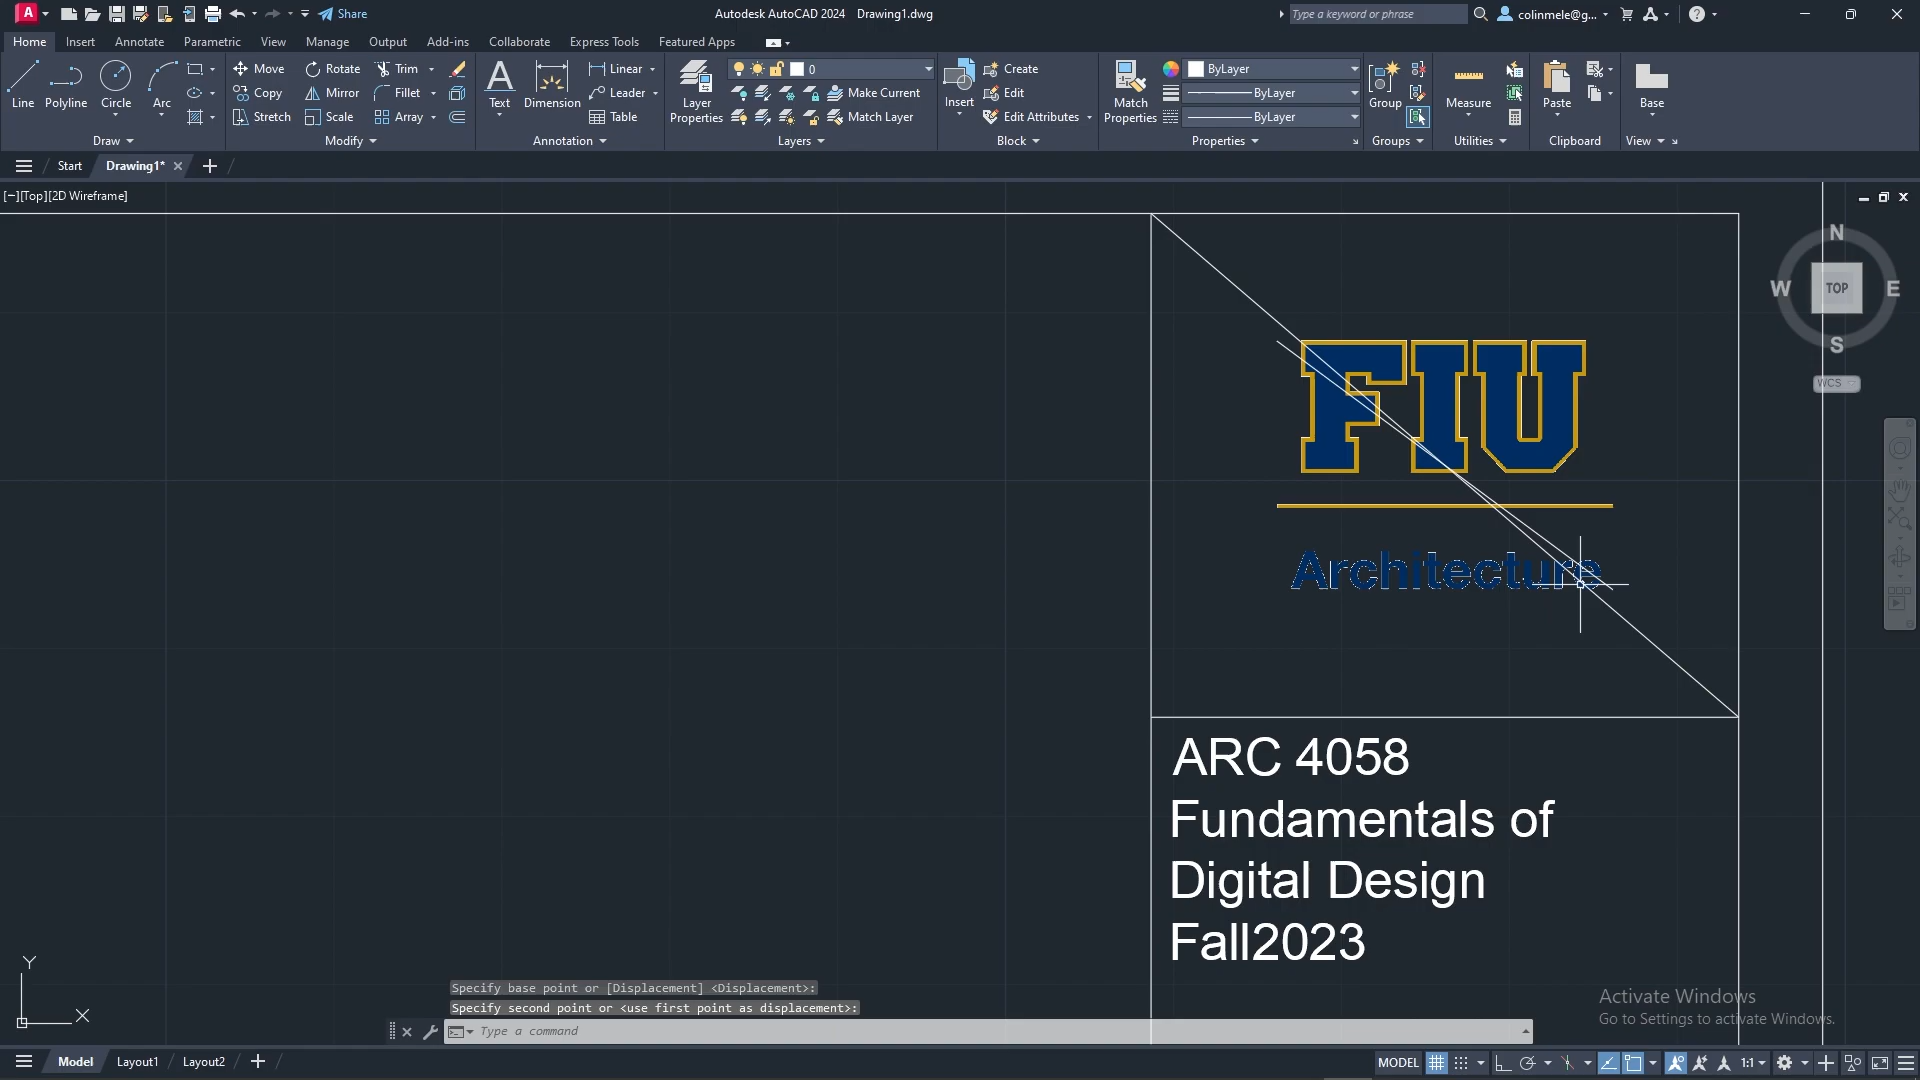 Share
Autodesk AutoCAD 2024 Drawing1.dwg
Type a keyword or phrase
colinmele@g...
Home Insert Annotate Parametric View Manage Output Add-ins Collaborate Express Tools Featured Apps
Line Polyline Circle Arc
Draw
Move Rotate Trim
Copy Mirror Fillet
Stretch Scale Array
Modify
Text Dimension
Linear
Leader
Table
Annotation
Layer
Properties
0
Make Current
Match Layer
Layers
Insert
Create
Edit
Edit Attributes
Block
Match
Properties
ByLayer
ByLayer
ByLayer
Properties
Group
Groups
Measure
Utilities
Paste
Clipboard
Base
View
Start Drawing1*
[−][Top][2D Wireframe]
N
W TOP E
S
WCS
FIU
Architecture
ARC 4058
Fundamentals of
Digital Design
Fall2023
Y
X
Specify base point or [Displacement] <Displacement>:
Specify second point or <use first point as displacement>:
Type a command
Activate Windows
Go to Settings to activate Windows.
Model Layout1 Layout2
MODEL
1:1